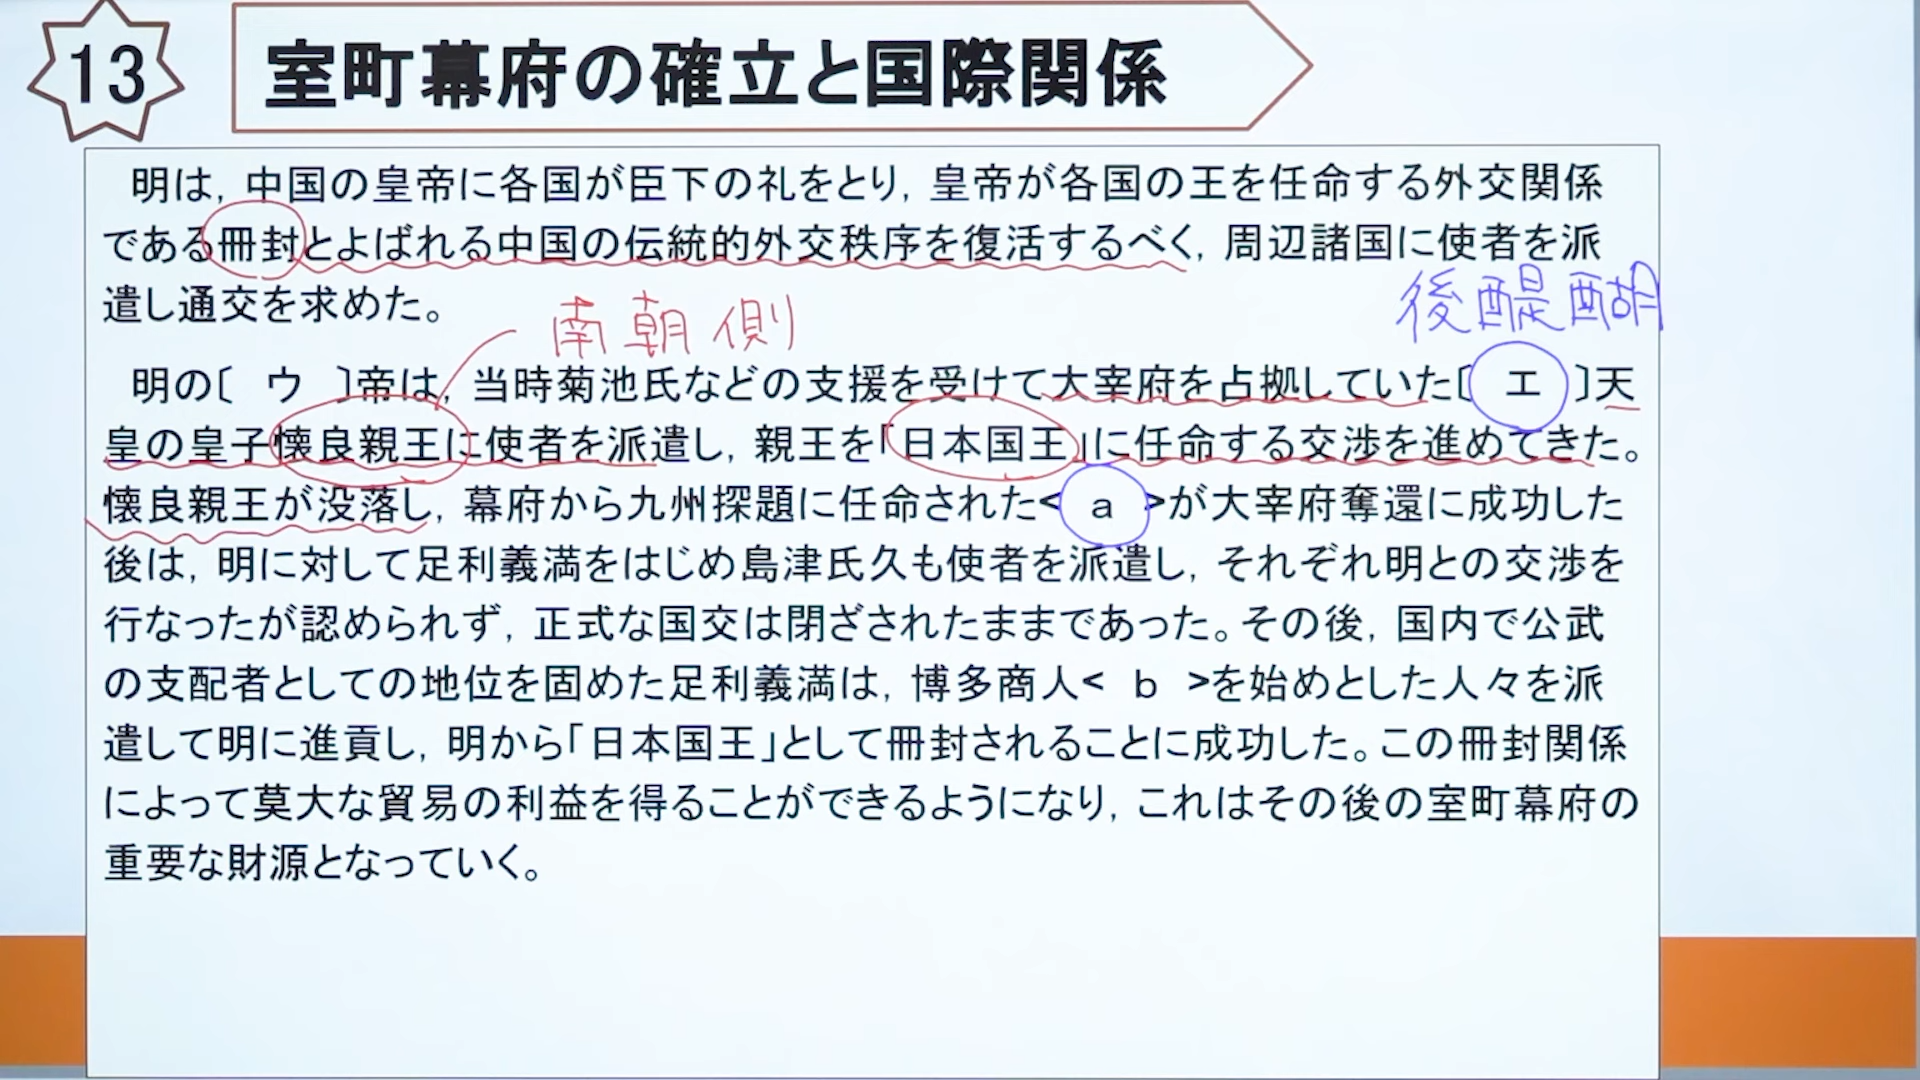 13
室町幕府の確立と国際関係
明は，中国の皇帝に各国が臣下の礼をとり，皇帝が各国の王を任命する外交関係
である冊封とよばれる中国の伝統的外交秩序を復活するべく，周辺諸国に使者を派
遣し通交を求めた。
南朝側
後醍醐
明の〔 ウ 〕帝は，当時菊池氏などの支援を受けて大宰府を占拠していた〔 エ 〕天
皇の皇子懐良親王に使者を派遣し，親王を「日本国王」に任命する交渉を進めてきた。
懐良親王が没落し，幕府から九州探題に任命された< a >が大宰府奪還に成功した
後は，明に対して足利義満をはじめ島津氏久も使者を派遣し，それぞれ明との交渉を
行なったが認められず，正式な国交は閉ざされたままであった。その後，国内で公武
の支配者としての地位を固めた足利義満は，博多商人< b >を始めとした人々を派
遣して明に進貢し，明から「日本国王」として冊封されることに成功した。この冊封関係
によって莫大な貿易の利益を得ることができるようになり，これはその後の室町幕府の
重要な財源となっていく。